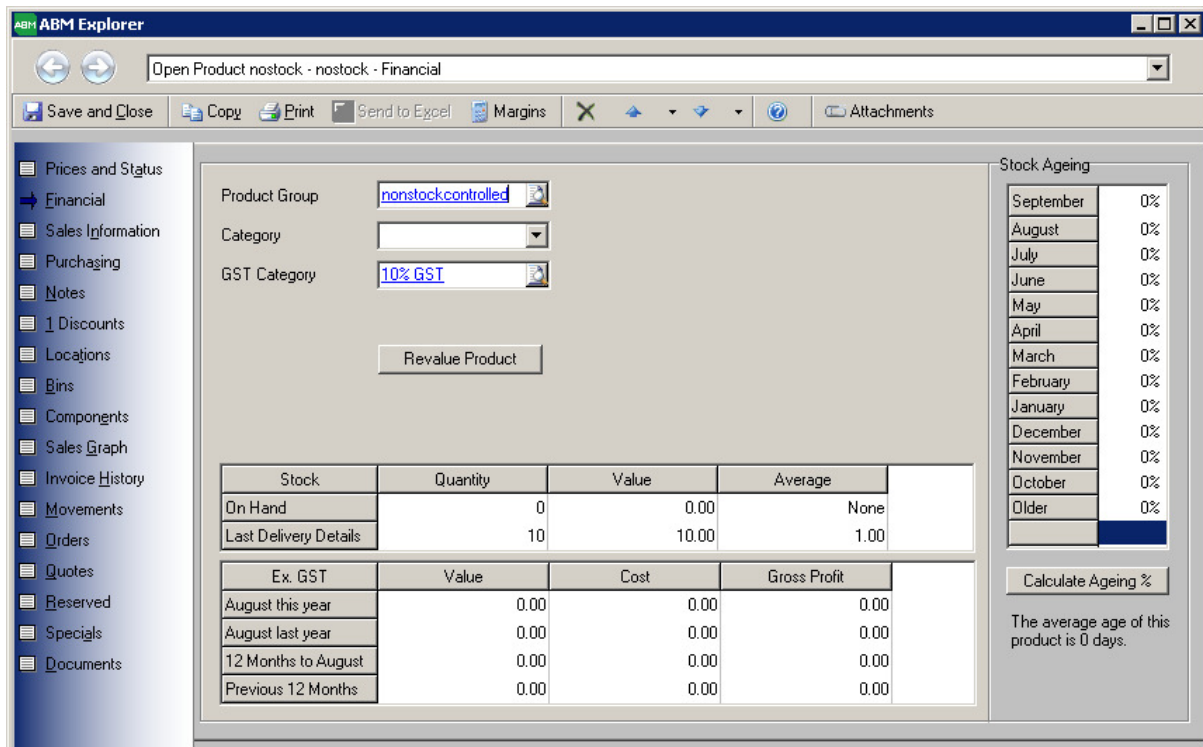 ABM ABM Explorer
Open Product nostock - nostock - Financial
Save and Close Copy Print Send to Excel Margins Attachments
Prices and Status
Financial
Sales Information
Purchasing
Notes
1 Discounts
Locations
Bins
Components
Sales Graph
Invoice History
Movements
Orders
Quotes
Reserved
Specials
Documents
Product Group nonstockcontrolled
Category
GST Category 10% GST
Revalue Product
Stock Quantity Value Average
On Hand 0 0.00 None
Last Delivery Details 10 10.00 1.00
Ex. GST Value Cost Gross Profit
August this year 0.00 0.00 0.00
August last year 0.00 0.00 0.00
12 Months to August 0.00 0.00 0.00
Previous 12 Months 0.00 0.00 0.00
Stock Ageing
September 0%
August 0%
July 0%
June 0%
May 0%
April 0%
March 0%
February 0%
January 0%
December 0%
November 0%
October 0%
Older 0%
Calculate Ageing %
The average age of this
product is 0 days.